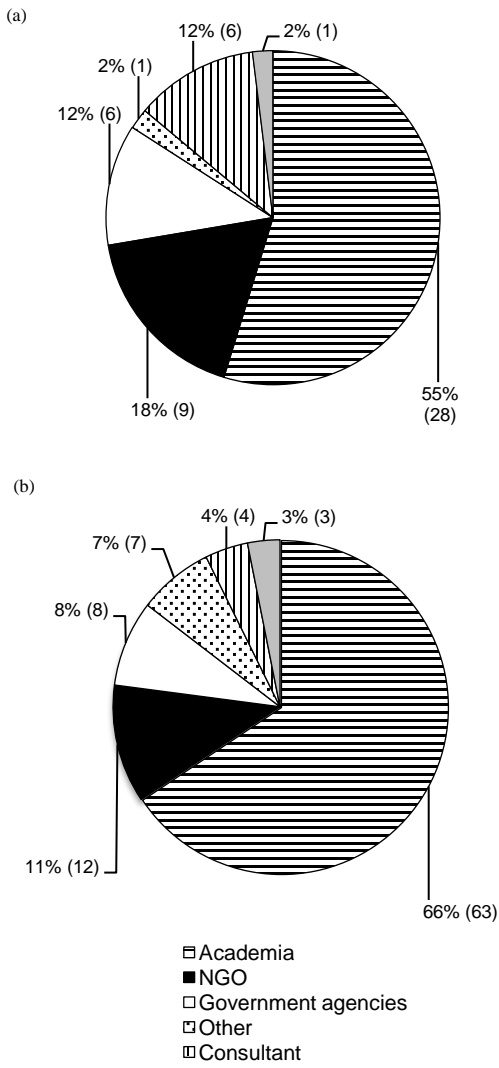 (a)
12% (6)
2% (1)
2% (1)
12% (6)
18% (9)
55%
(28)
(b)
4% (4)
3% (3)
7% (7)
8% (8)
11% (12)
66% (63)
Academia
NGO
Government agencies
Other
Consultant